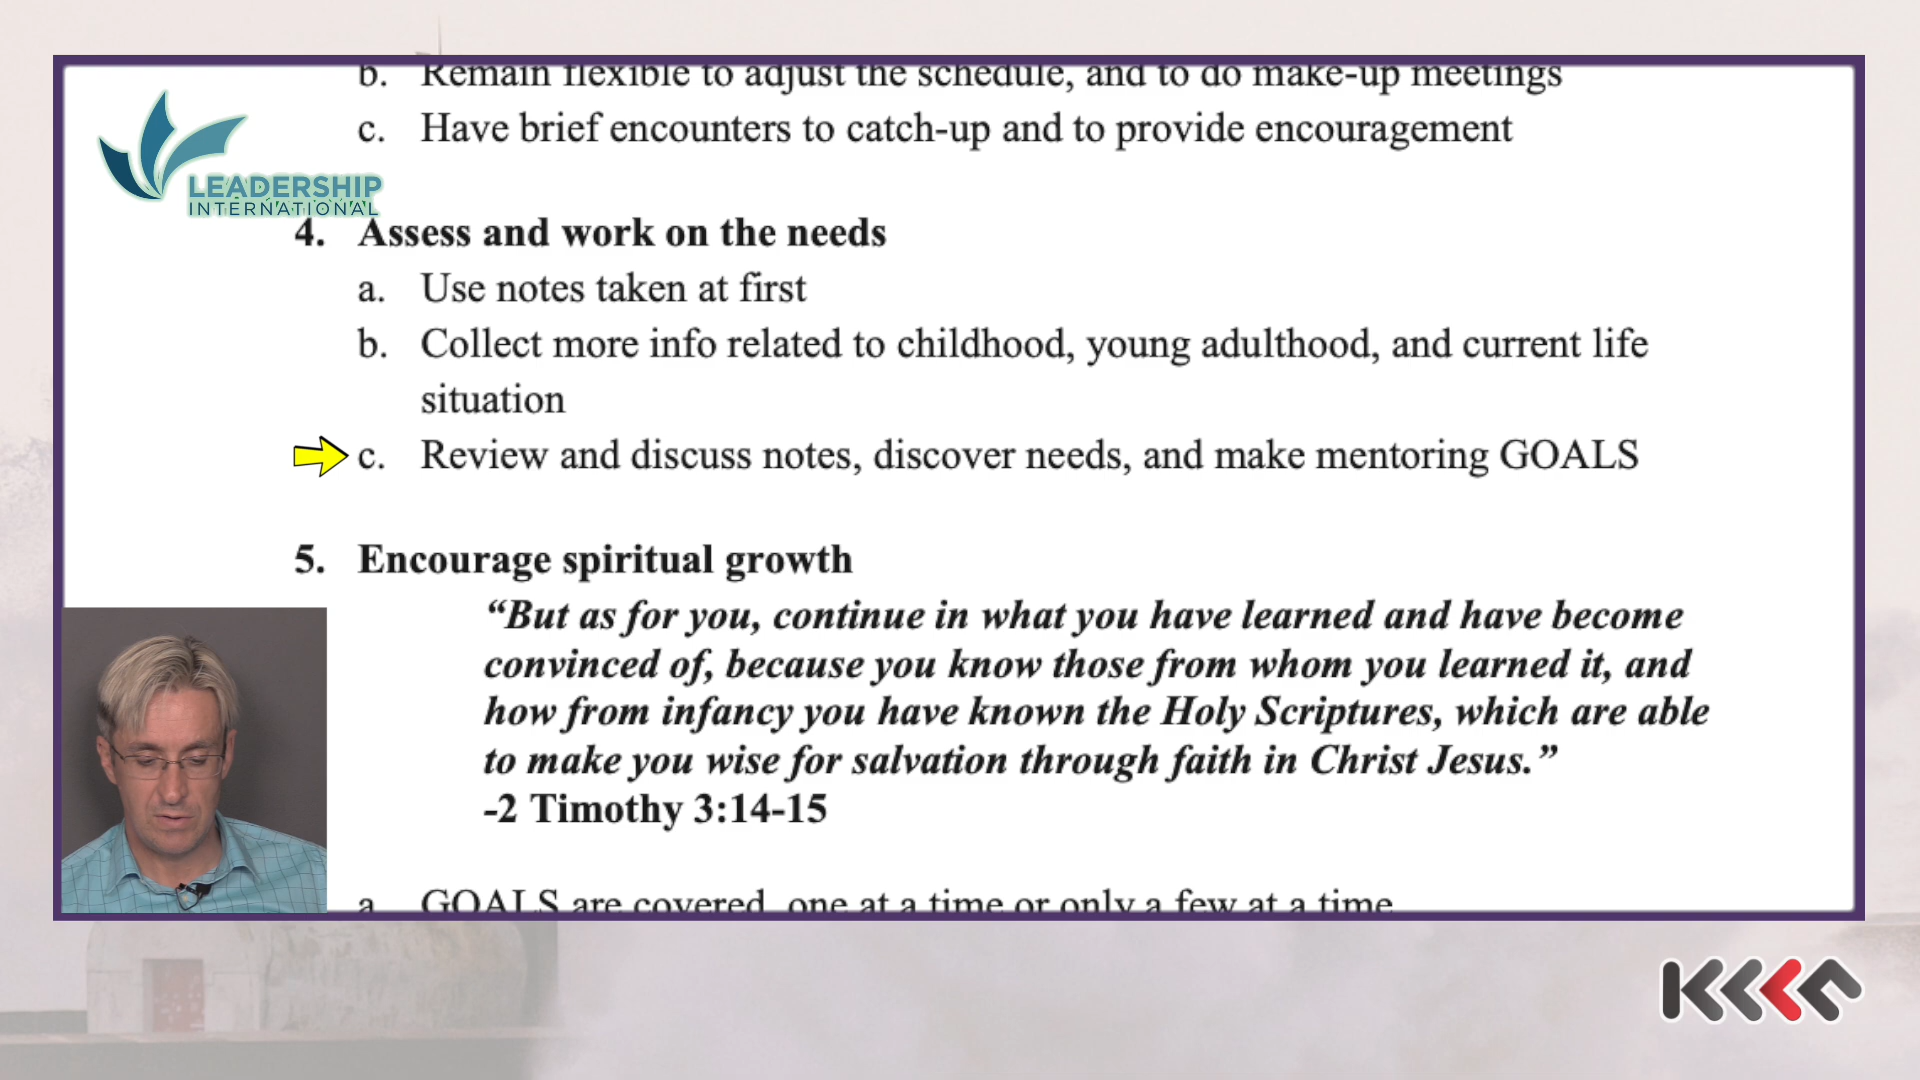 b. Remain flexible to adjust the schedule, and to do make-up meetings
c. Have brief encounters to catch-up and to provide encouragement
LEADERSHIP
INTERNATIONAL
4. Assess and work on the needs
a. Use notes taken at first
b. Collect more info related to childhood, young adulthood, and current life
situation
c. Review and discuss notes, discover needs, and make mentoring GOALS
5. Encourage spiritual growth
“But as for you, continue in what you have learned and have become
convinced of, because you know those from whom you learned it, and
how from infancy you have known the Holy Scriptures, which are able
to make you wise for salvation through faith in Christ Jesus.”
-2 Timothy 3:14-15
a. GOALS are covered, one at a time or only a few at a time